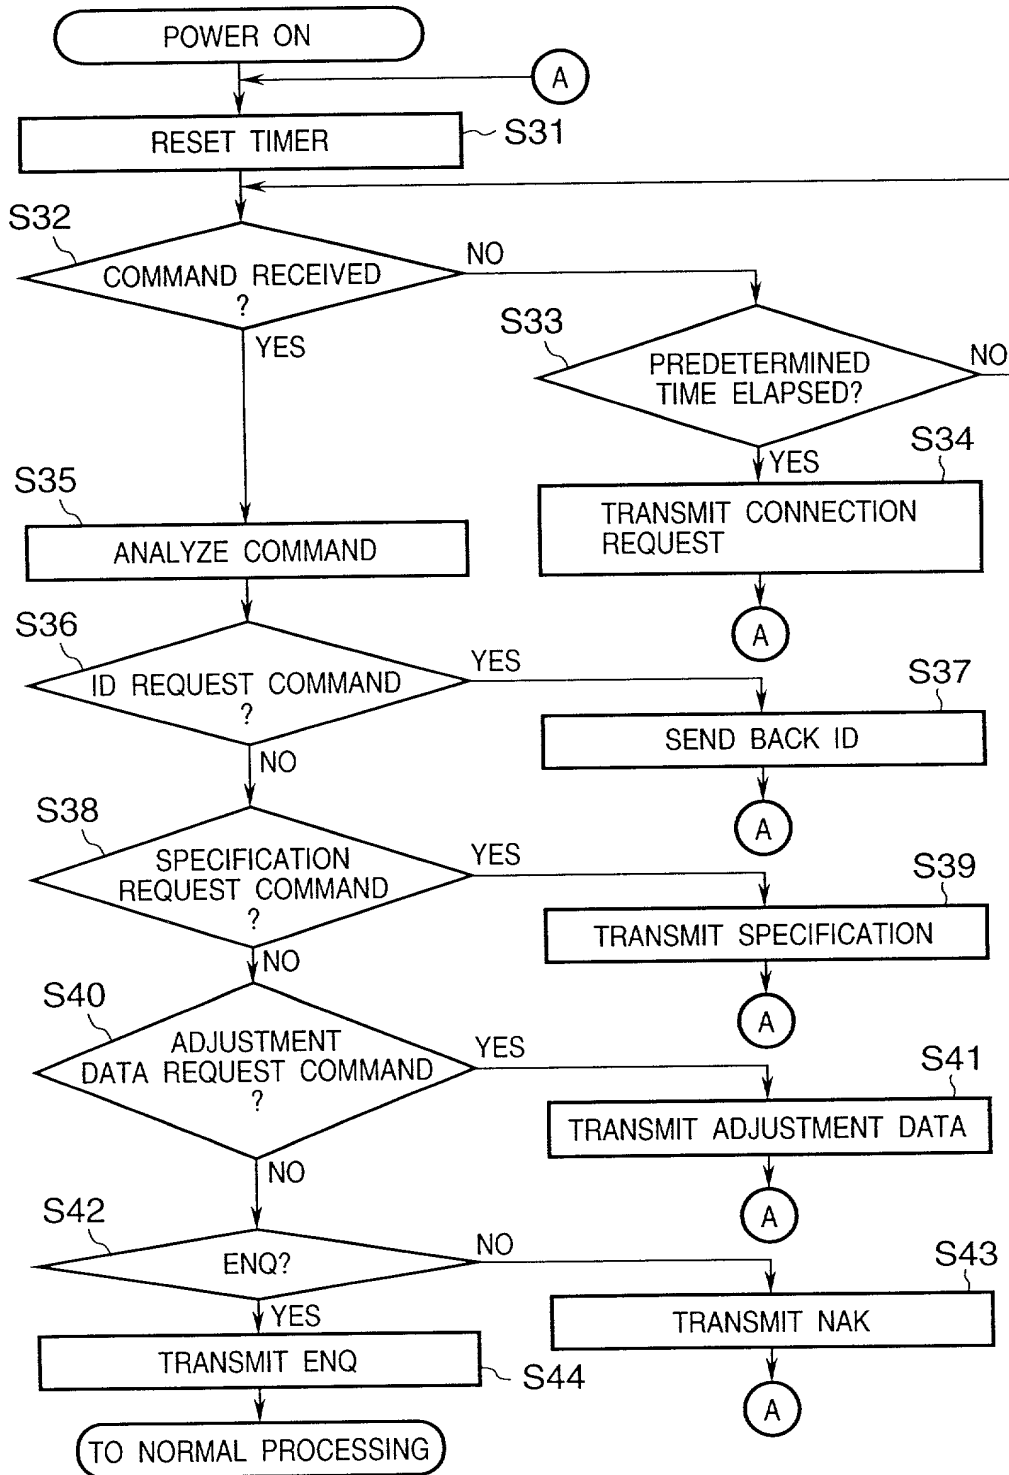 POWER ON
A
RESET TIMER
S31
S32
COMMAND RECEIVED
?
NO
YES
S33
PREDETERMINED
TIME ELAPSED?
NO
YES
S34
TRANSMIT CONNECTION
REQUEST
A
S35
ANALYZE COMMAND
S36
ID REQUEST COMMAND
?
YES
NO
S37
SEND BACK ID
A
S38
SPECIFICATION
REQUEST COMMAND
?
YES
NO
S39
TRANSMIT SPECIFICATION
A
S40
ADJUSTMENT
DATA REQUEST COMMAND
?
YES
NO
S41
TRANSMIT ADJUSTMENT DATA
A
S42
ENQ?
NO
YES
S43
TRANSMIT NAK
A
TRANSMIT ENQ
S44
TO NORMAL PROCESSING